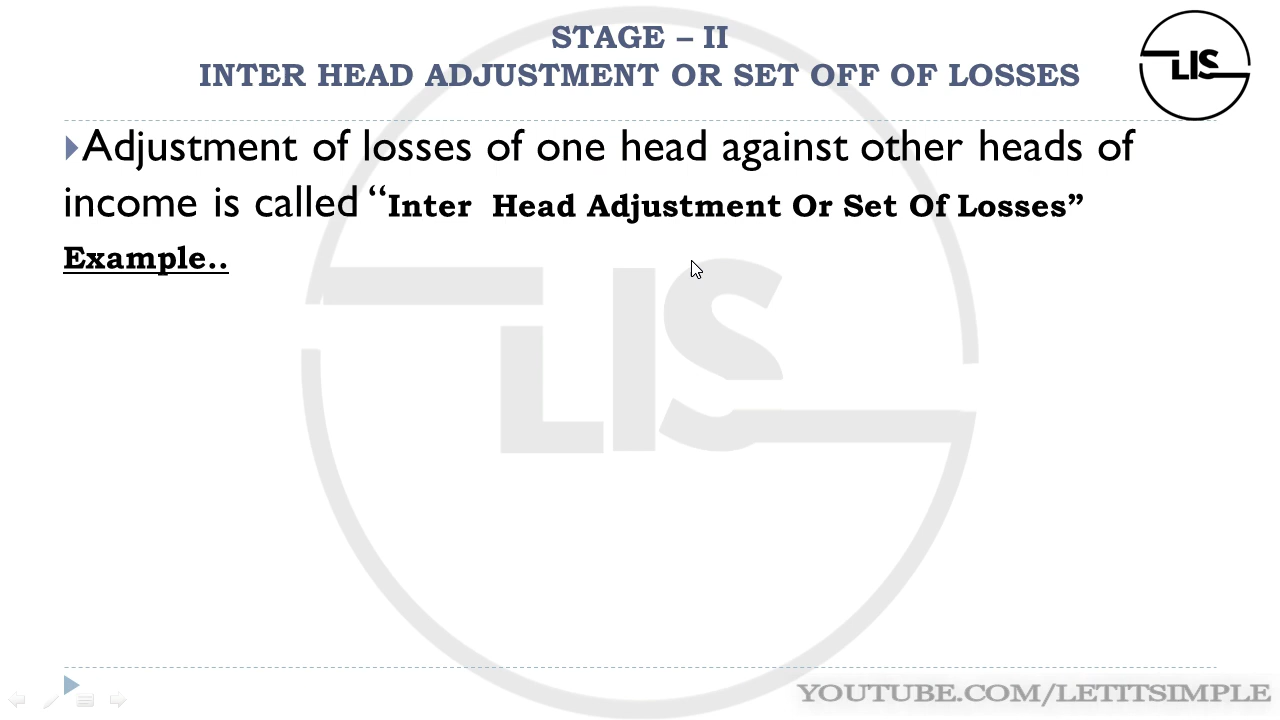 STAGE – II
INTER HEAD ADJUSTMENT OR SET OFF OF LOSSES
LIS
Adjustment of losses of one head against other heads of
income is called “Inter Head Adjustment Or Set Of Losses”
Example..
LIS
YOUTUBE.COM/LETITSIMPLE